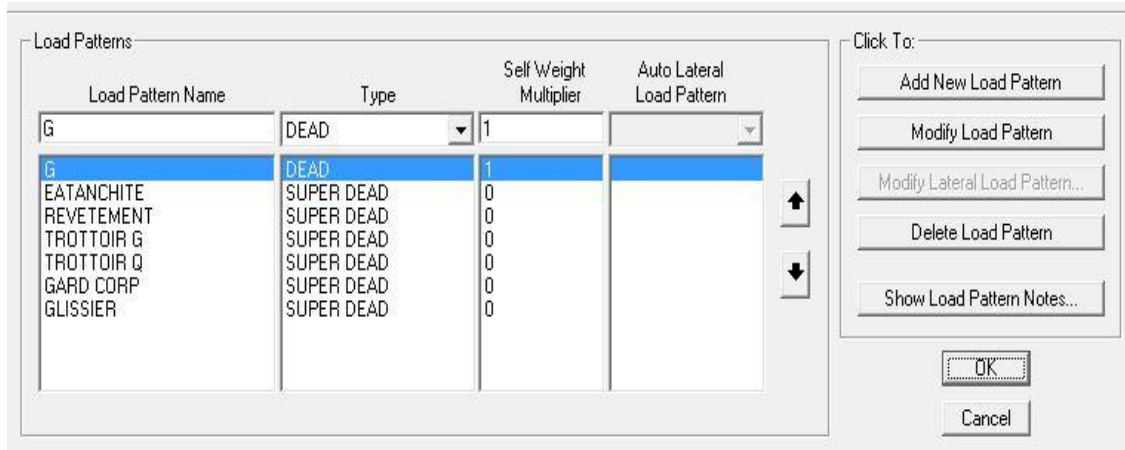 Load Patterns
Click To:
Self Weight Auto Lateral
Load Pattern Name Type Multiplier Load Pattern
G DEAD 1
G DEAD 1
EATANCHITE SUPER DEAD 0
REVETEMENT SUPER DEAD 0
TROTTOIR G SUPER DEAD 0
TROTTOIR Q SUPER DEAD 0
GARD CORP SUPER DEAD 0
GLISSIER SUPER DEAD 0
Add New Load Pattern
Modify Load Pattern
Modify Lateral Load Pattern...
Delete Load Pattern
Show Load Pattern Notes...
OK
Cancel